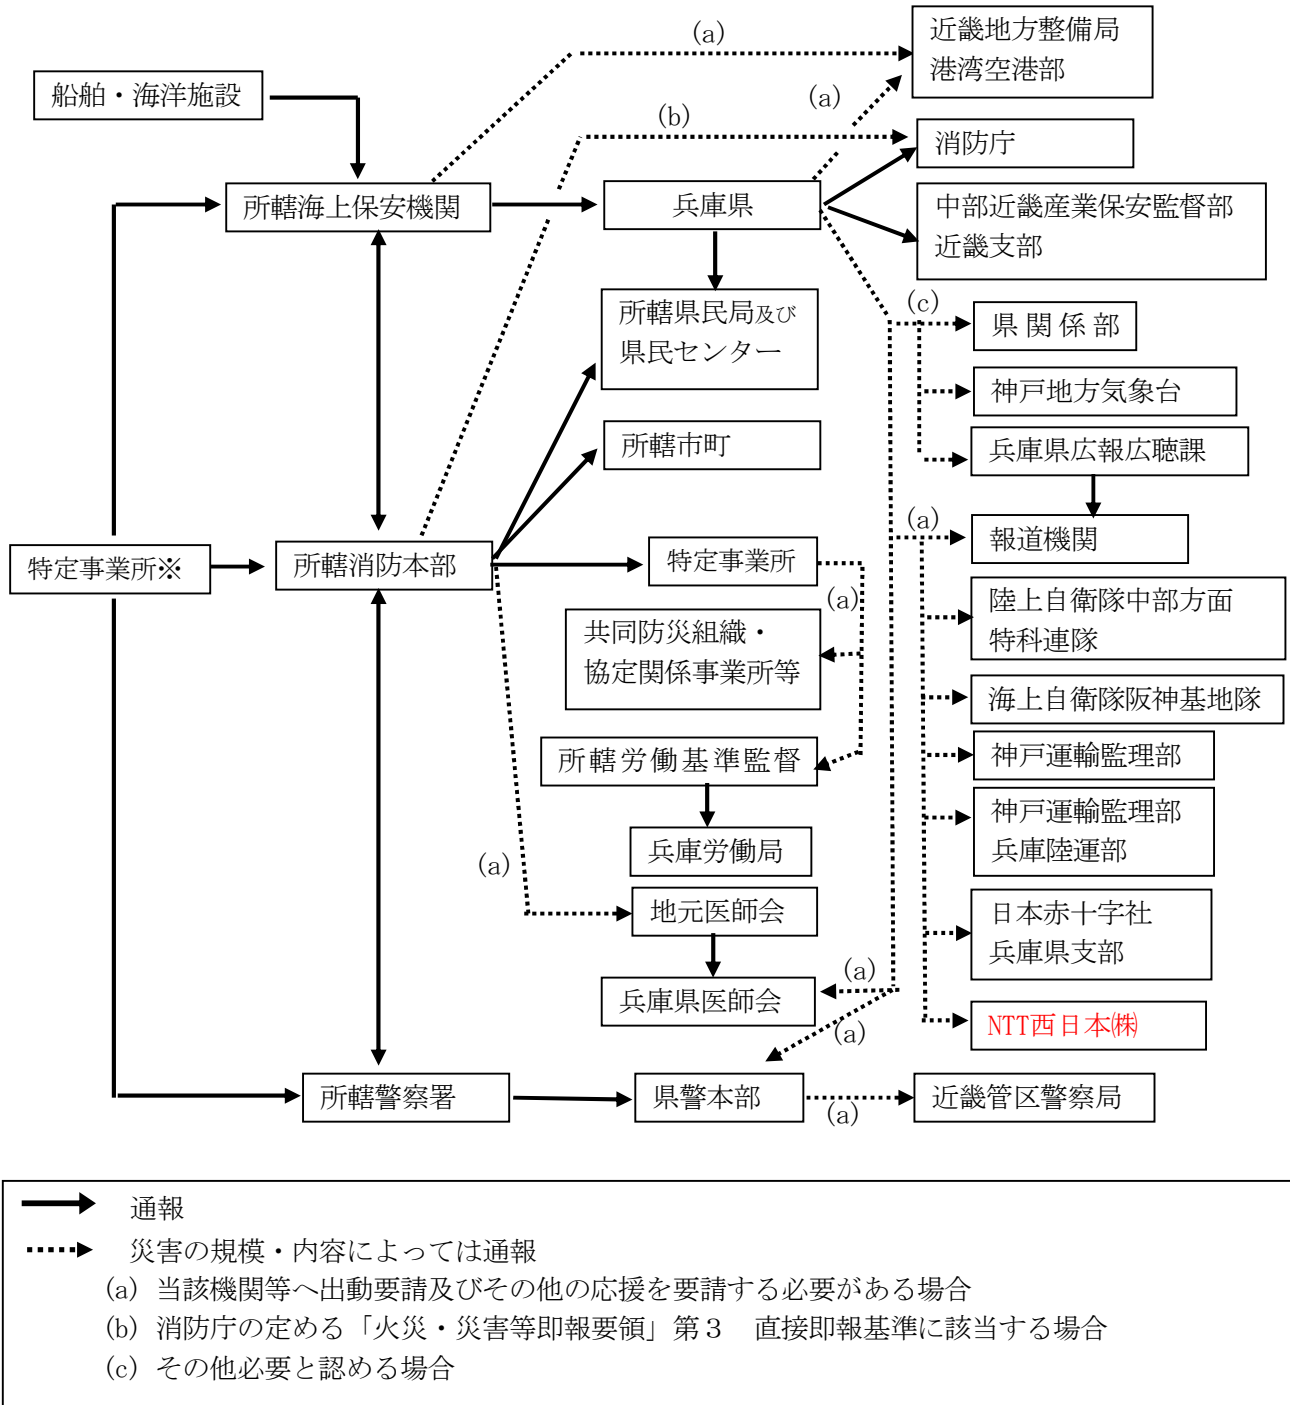 (a)
近畿地方整備局
港湾空港部
船舶・海洋施設
(a)
(b)
消防庁
所轄海上保安機関
兵庫県
中部近畿産業保安監督部
近畿支部
所轄県民局及び
県民センター
(c)
県関係部
神戸地方気象台
所轄市町
兵庫県広報広聴課
(a)
報道機関
特定事業所※
所轄消防本部
特定事業所
(a)
陸上自衛隊中部方面
特科連隊
共同防災組織・
協定関係事業所等
海上自衛隊阪神基地隊
所轄労働基準監督
神戸運輸監理部
神戸運輸監理部
兵庫陸運部
兵庫労働局
(a)
地元医師会
日本赤十字社
兵庫県支部
(a)
兵庫県医師会
(a)
NTT西日本㈱
所轄警察署
県警本部
(a)
近畿管区警察局
通報
災害の規模・内容によっては通報
(a) 当該機関等へ出動要請及びその他の応援を要請する必要がある場合
(b) 消防庁の定める「火災・災害等即報要領」第３　直接即報基準に該当する場合
(c) その他必要と認める場合